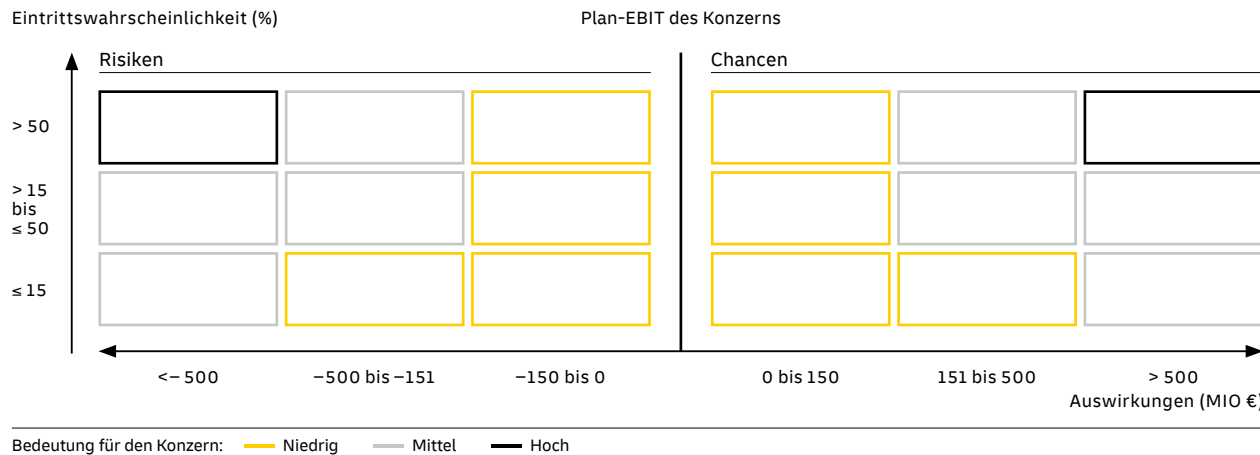 Eintrittswahrscheinlichkeit (%)
Plan-EBIT des Konzerns
Risiken
Chancen
> 50
> 15
bis
≤ 50
≤ 15
<– 500
–500 bis –151
–150 bis 0
0 bis 150
151 bis 500
> 500
Auswirkungen (MIO €)
Bedeutung für den Konzern: Niedrig Mittel Hoch